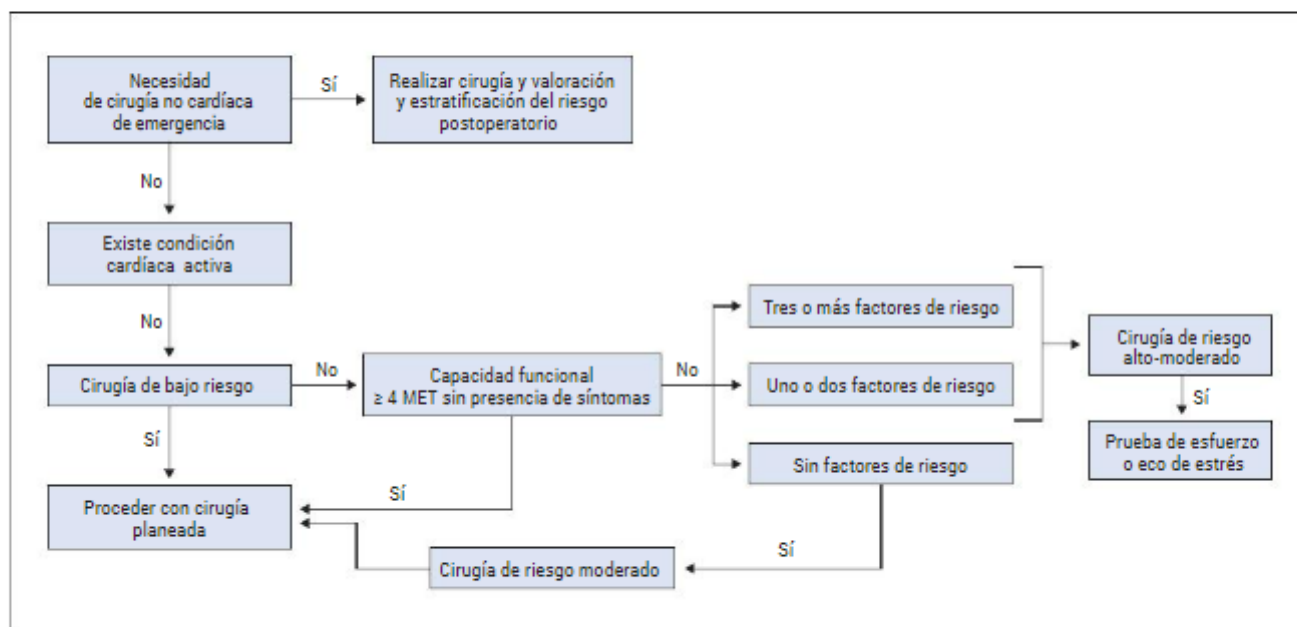 Necesidad
de cirugía no cardíaca
de emergencia
Sí
Realizar cirugía y valoración
y estratificación del riesgo
postoperatorio
No
Existe condición
cardíaca activa
No
Cirugía de bajo riesgo
No
Capacidad funcional
≥ 4 MET sin presencia de síntomas
No
Tres o más factores de riesgo
Uno o dos factores de riesgo
Sin factores de riesgo
Cirugía de riesgo
alto-moderado
Sí
Prueba de esfuerzo
o eco de estrés
Sí
Sí
Proceder con cirugía
planeada
Cirugía de riesgo moderado
Sí